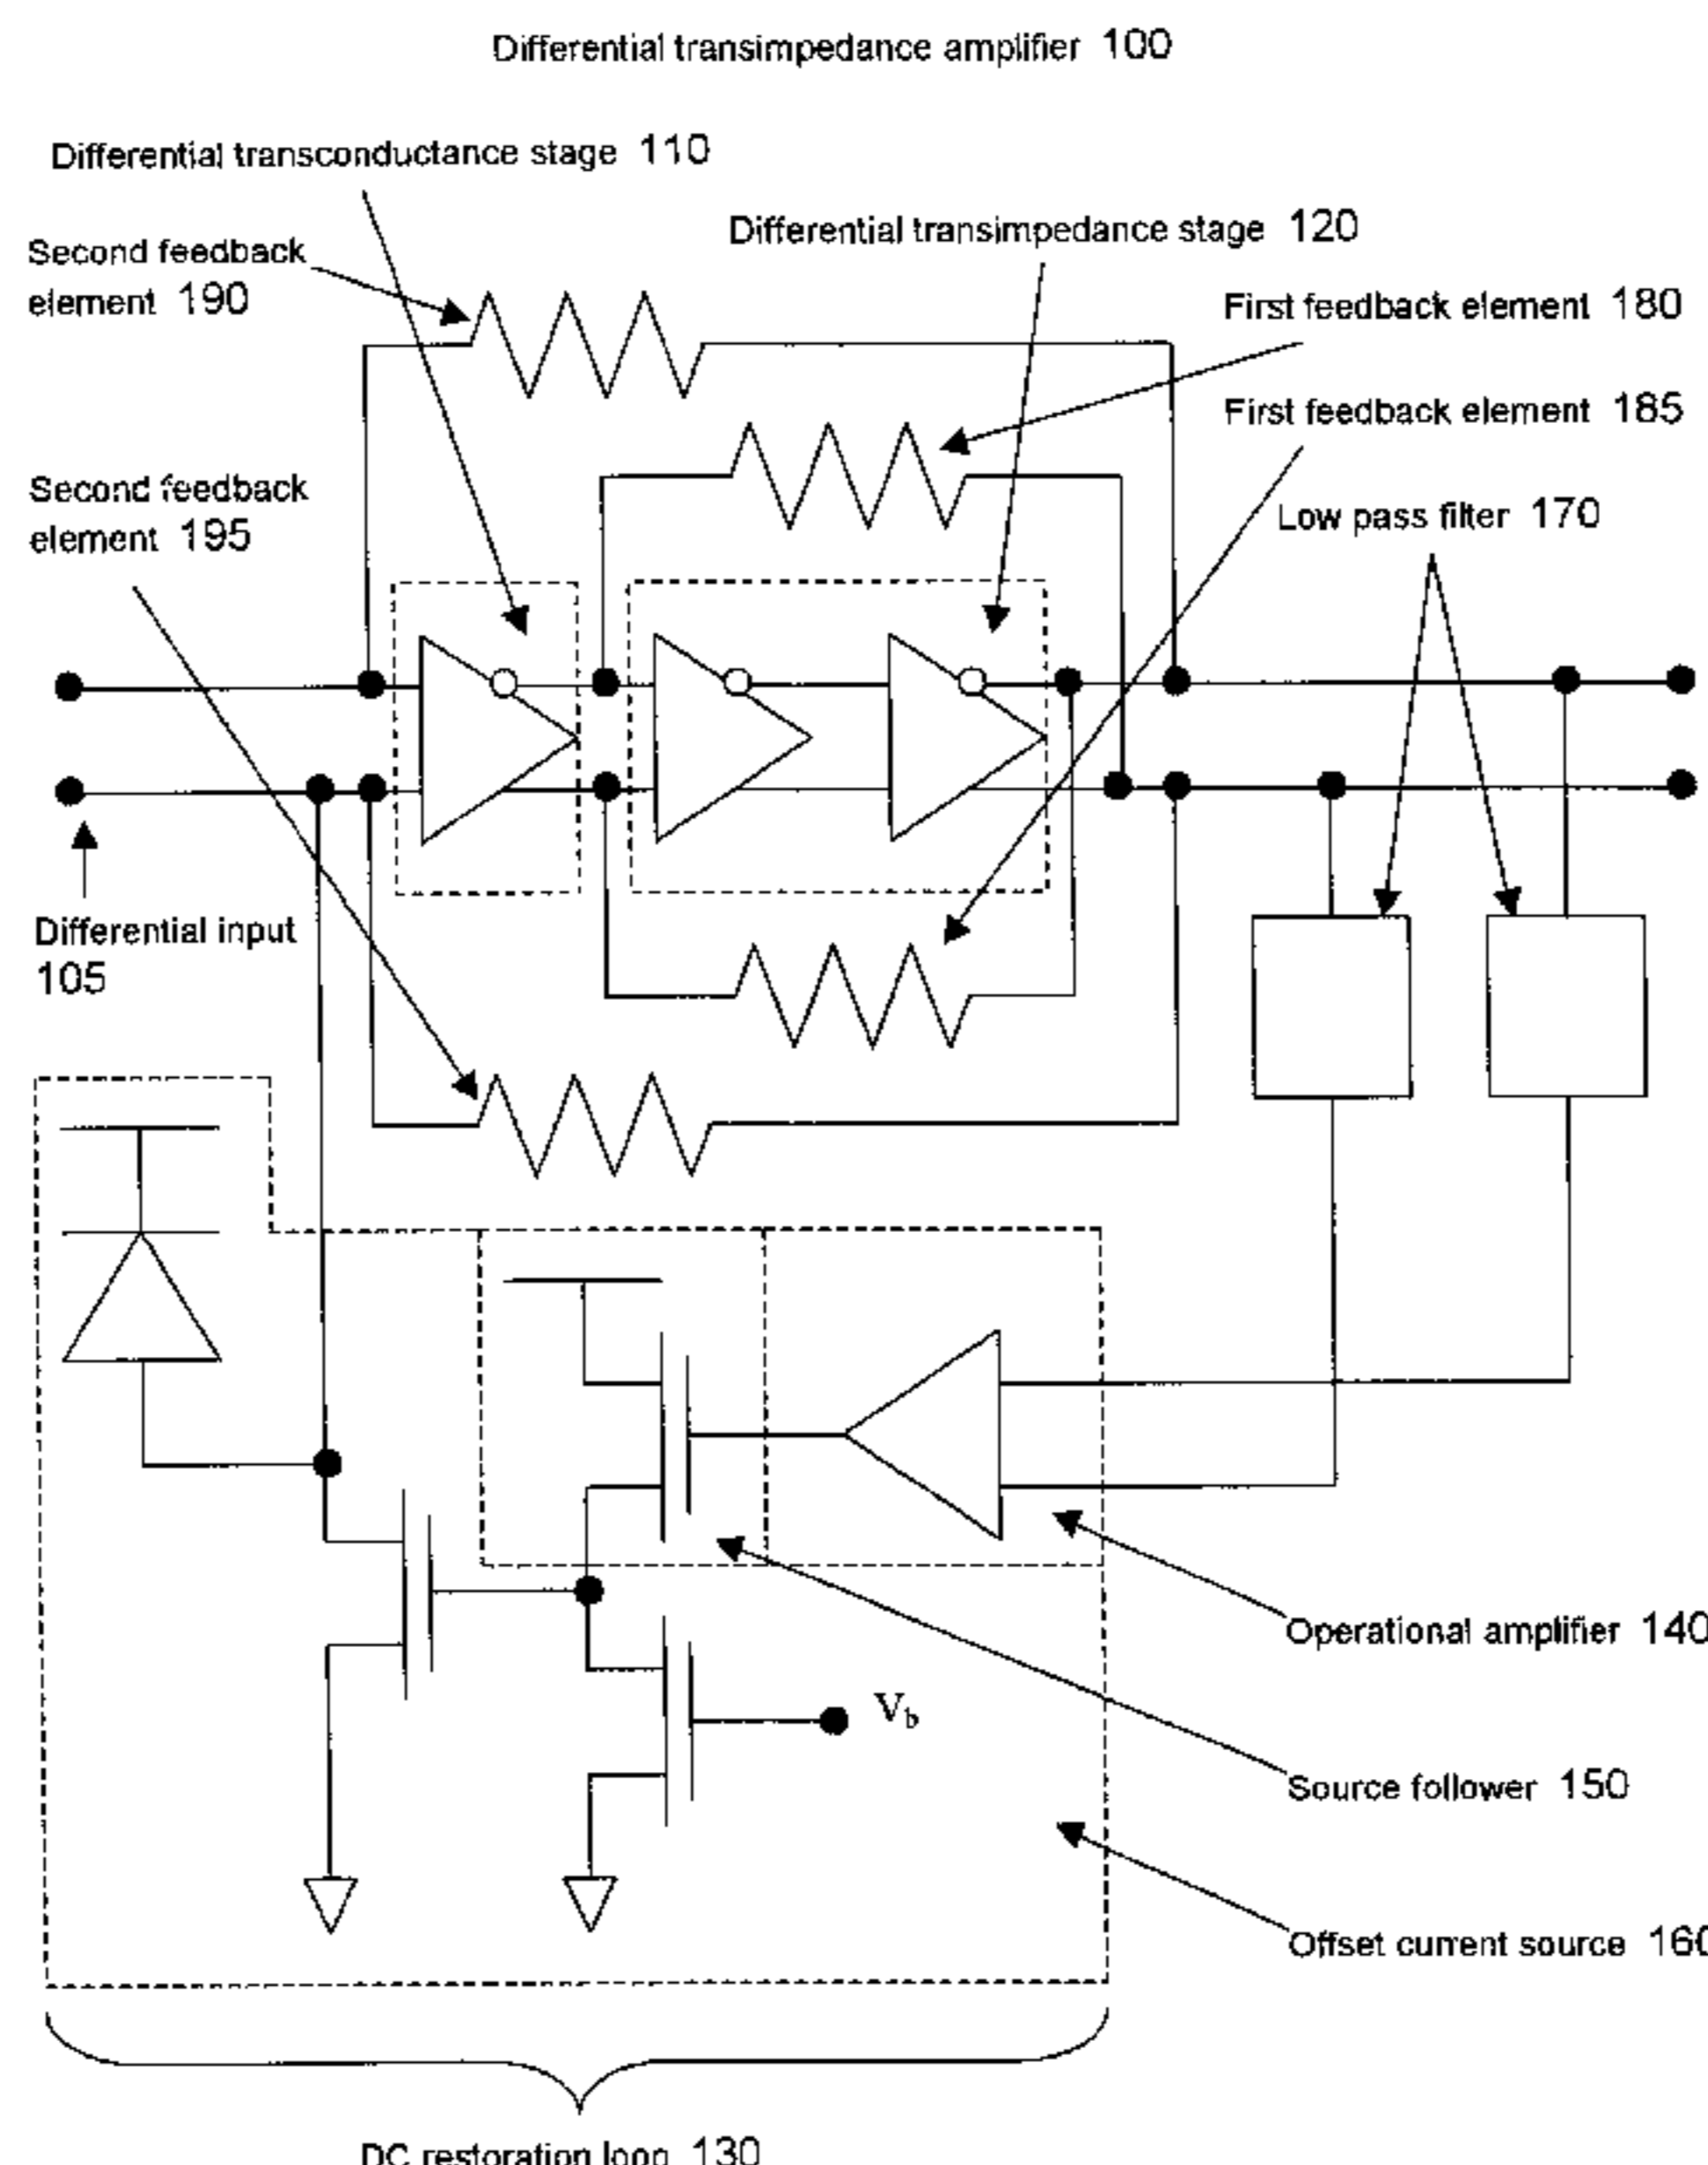 Differential transimpedance amplifier 100
Differential transconductance stage 110
Differential transimpedance stage 120
Second feedback
element 190
First feedback element 180
First feedback element 185
Second feedback
element 195
Low pass filter 170
Differential input
105
Operational amplifier 140
Vb
Source follower 150
Offset current source 160
DC restoration loop 130